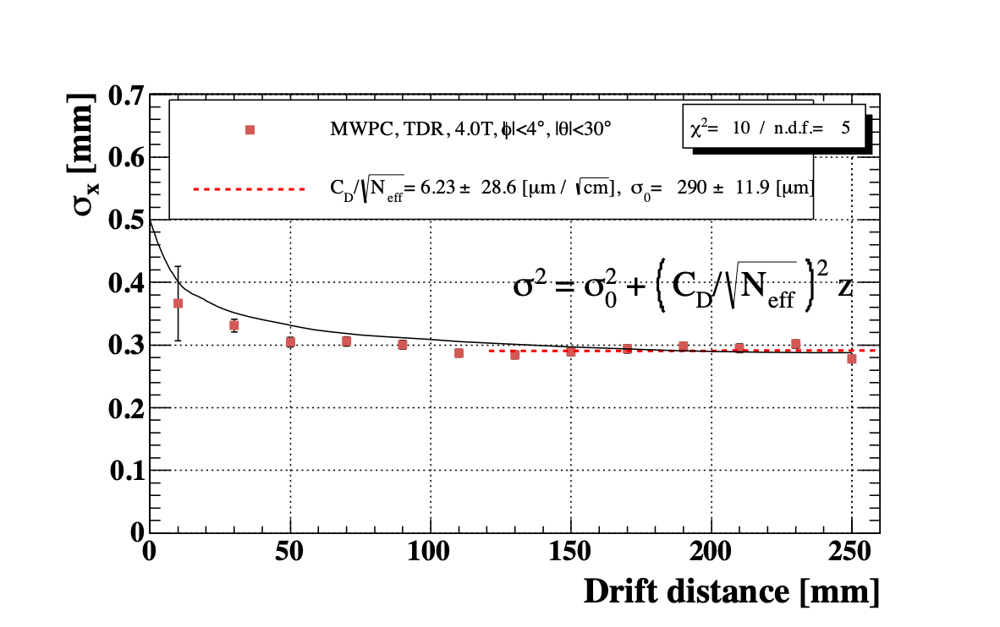 0.7
0.6
0.5
0.4
0.3
0.2
0.1
0
σx [mm]
MWPC, TDR, 4.0T, ϕ|<4°, |θ|<30°
χ²= 10 / n.d.f.= 5
C_D/√N_eff= 6.23 ± 28.6 [μm / √cm], σ₀= 290 ± 11.9 [μm]
σ² = σ₀² + (C_D/√N_eff)² z
0 50 100 150 200 250
Drift distance [mm]